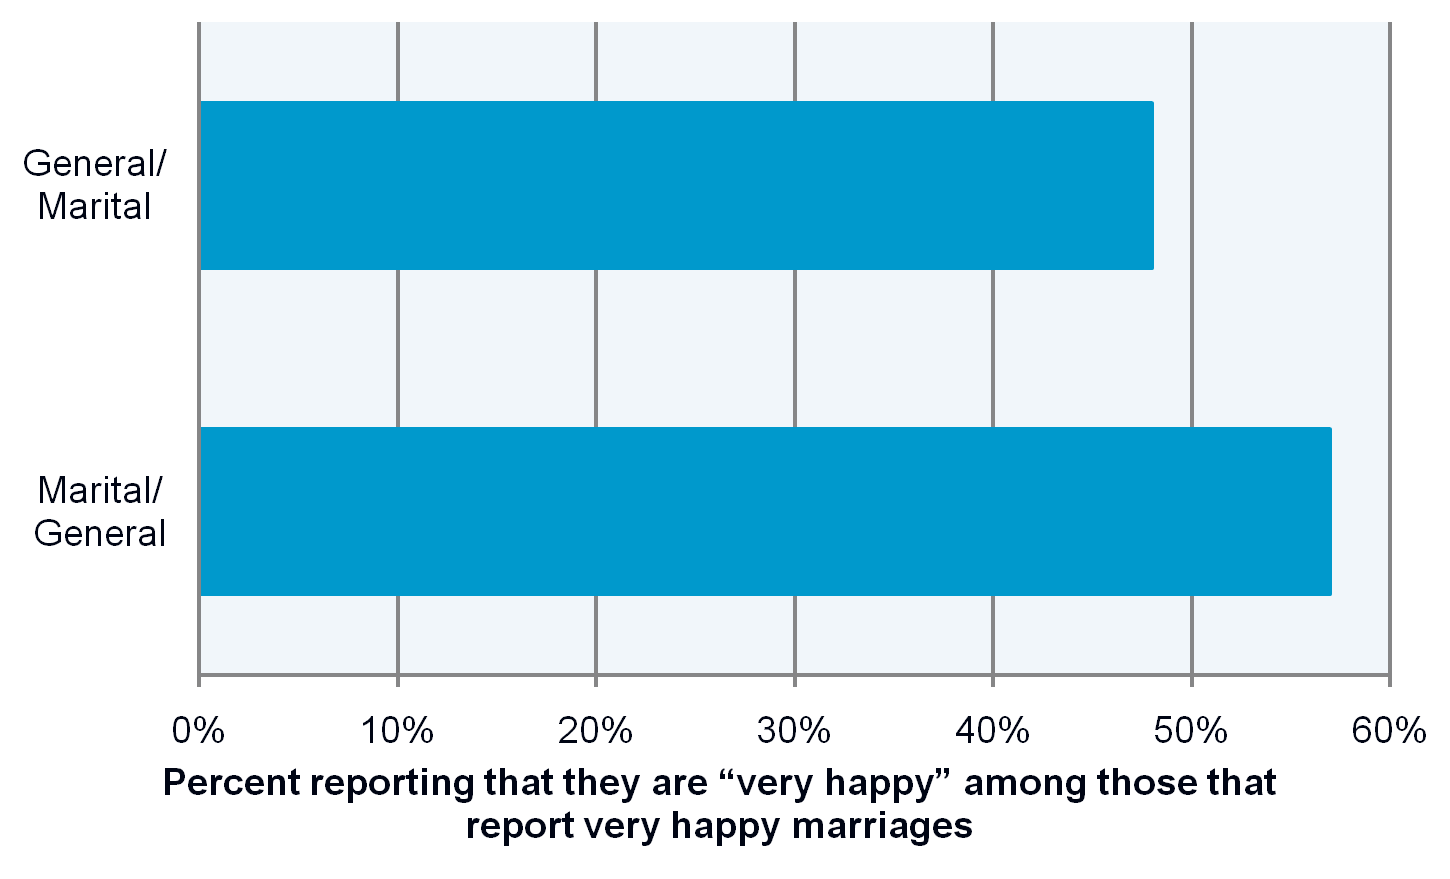 General/
Marital
Marital/
General
0% 10% 20% 30% 40% 50% 60%
Percent reporting that they are “very happy” among those that
report very happy marriages